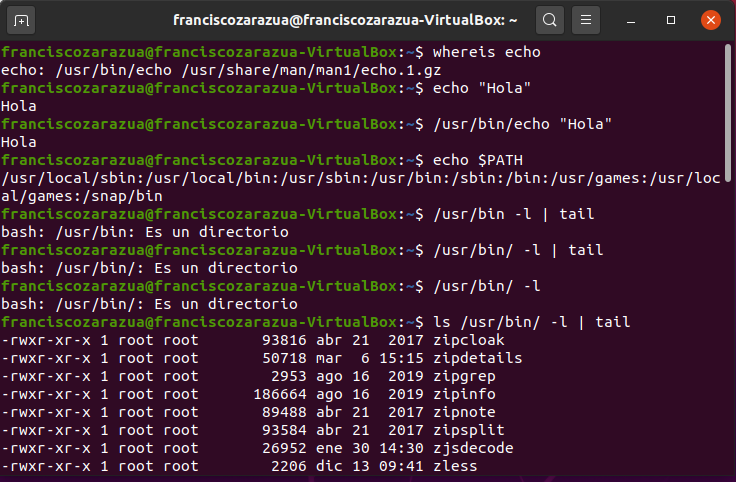 franciscozarazua@franciscozarazua-VirtualBox: ~
franciscozarazua@franciscozarazua-VirtualBox:~$ whereis echo
echo: /usr/bin/echo /usr/share/man/man1/echo.1.gz
franciscozarazua@franciscozarazua-VirtualBox:~$ echo "Hola"
Hola
franciscozarazua@franciscozarazua-VirtualBox:~$ /usr/bin/echo "Hola"
Hola
franciscozarazua@franciscozarazua-VirtualBox:~$ echo $PATH
/usr/local/sbin:/usr/local/bin:/usr/sbin:/usr/bin:/sbin:/bin:/usr/games:/usr/loc
al/games:/snap/bin
franciscozarazua@franciscozarazua-VirtualBox:~$ /usr/bin -l | tail
bash: /usr/bin: Es un directorio
franciscozarazua@franciscozarazua-VirtualBox:~$ /usr/bin/ -l | tail
bash: /usr/bin/: Es un directorio
franciscozarazua@franciscozarazua-VirtualBox:~$ /usr/bin/ -l
bash: /usr/bin/: Es un directorio
franciscozarazua@franciscozarazua-VirtualBox:~$ ls /usr/bin/ -l | tail
-rwxr-xr-x 1 root root       93816 abr 21  2017 zipcloak
-rwxr-xr-x 1 root root       50718 mar  6 15:15 zipdetails
-rwxr-xr-x 1 root root        2953 ago 16  2019 zipgrep
-rwxr-xr-x 1 root root      186664 ago 16  2019 zipinfo
-rwxr-xr-x 1 root root       89488 abr 21  2017 zipnote
-rwxr-xr-x 1 root root       93584 abr 21  2017 zipsplit
-rwxr-xr-x 1 root root       26952 ene 30 14:30 zjsdecode
-rwxr-xr-x 1 root root        2206 dic 13 09:41 zless